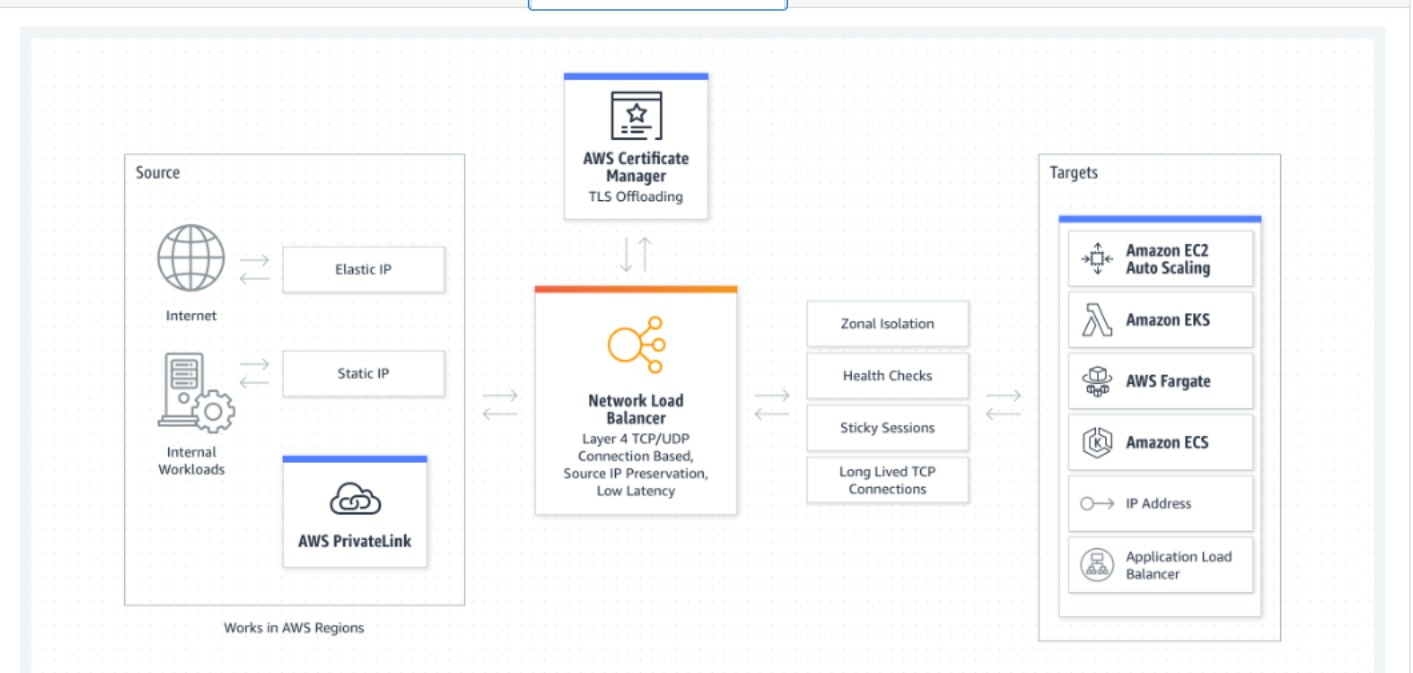 Source
Internet
Elastic IP
Internal
Workloads
Static IP
AWS PrivateLink
Works in AWS Regions
AWS Certificate
Manager
TLS Offloading
Network Load
Balancer
Layer 4 TCP/UDP
Connection Based,
Source IP Preservation,
Low Latency
Zonal Isolation
Health Checks
Sticky Sessions
Long Lived TCP
Connections
Targets
Amazon EC2
Auto Scaling
Amazon EKS
AWS Fargate
Amazon ECS
IP Address
Application Load
Balancer